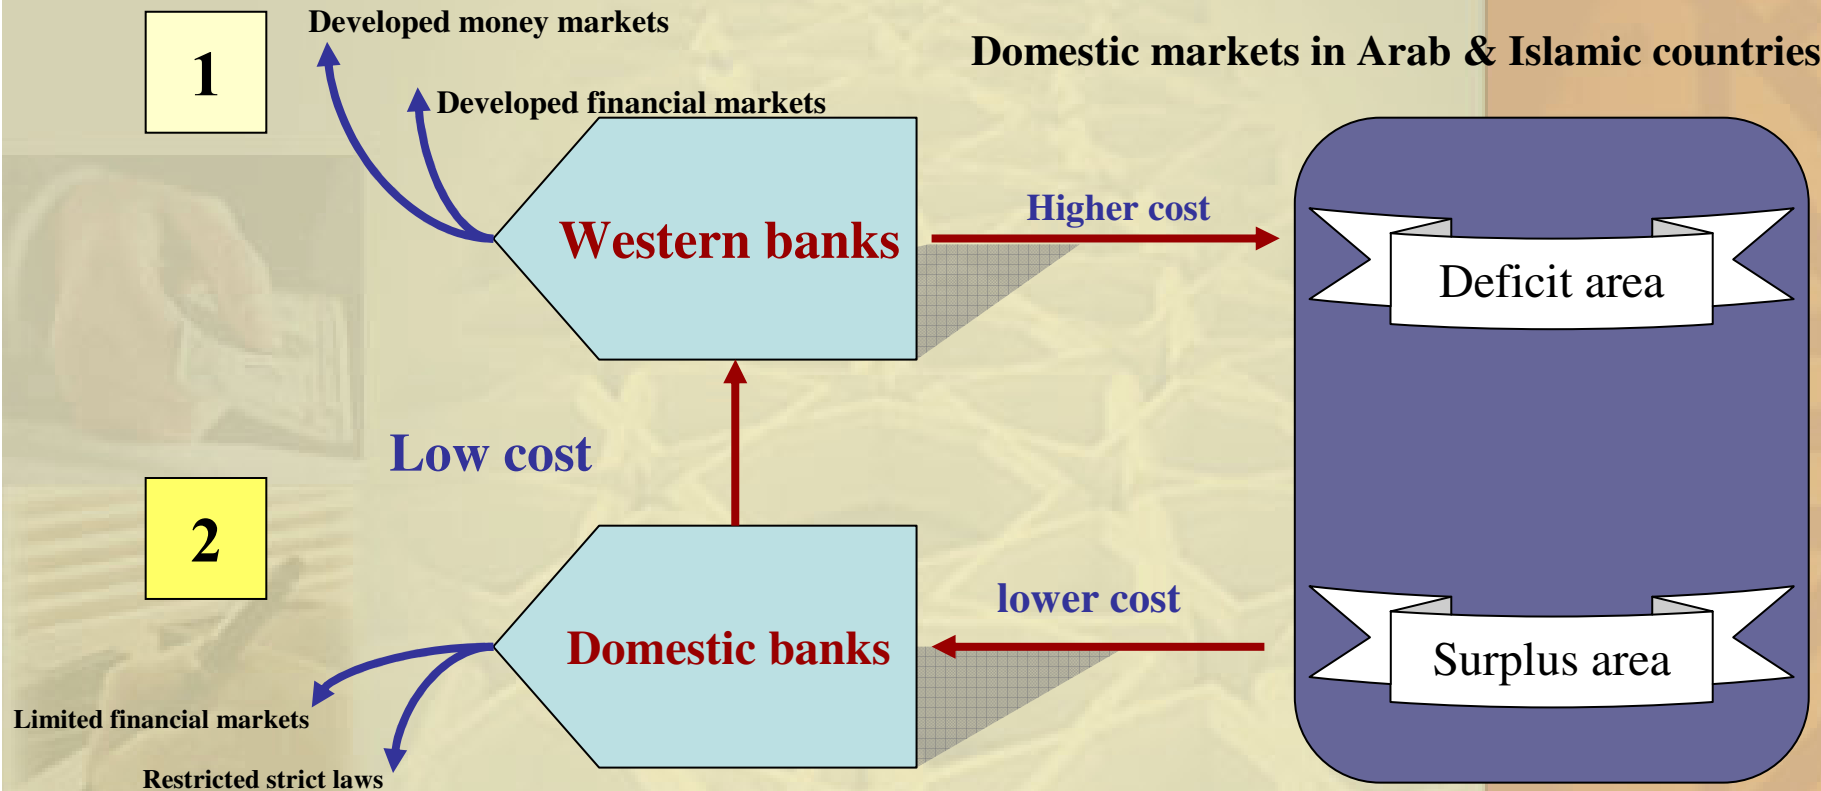 1
Developed money markets
Developed financial markets
Domestic markets in Arab & Islamic countries
Western banks
Higher cost
Deficit area
Low cost
2
Domestic banks
lower cost
Surplus area
Limited financial markets
Restricted strict laws